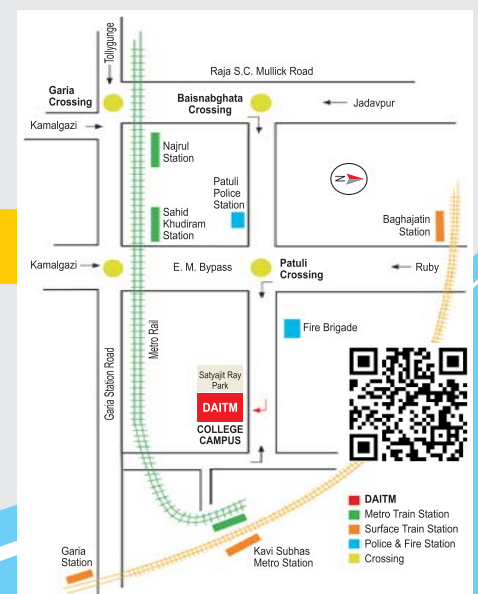 Tollygunge
Raja S.C. Mullick Road
Garia
Crossing
Baisnabghata
Crossing
Jadavpur
Kamalgazi
Najrul
Station
N
Patuli
Police
Station
Sahid
Khudiram
Station
Baghajatin
Station
Kamalgazi
E. M. Bypass
Patuli
Crossing
Ruby
Garia Station Road
Metro Rail
Fire Brigade
Satyajit Ray
Park
DAITM
COLLEGE
CAMPUS
DAITM
Metro Train Station
Surface Train Station
Police & Fire Station
Crossing
Garia
Station
Kavi Subhas
Metro Station